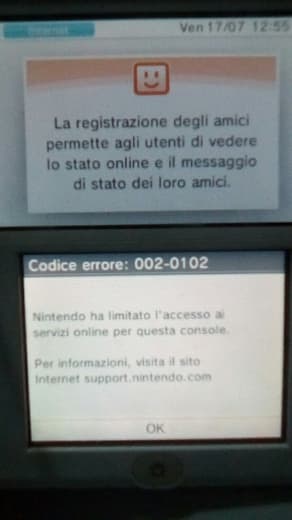 Internet
Ven 17/07 12:55
La registrazione degli amici
permette agli utenti di vedere
lo stato online e il messaggio
di stato dei loro amici.
Codice errore: 002-0102
Nintendo ha limitato l'accesso ai
servizi online per questa console.
Per informazioni, visita il sito
Internet support.nintendo.com
OK